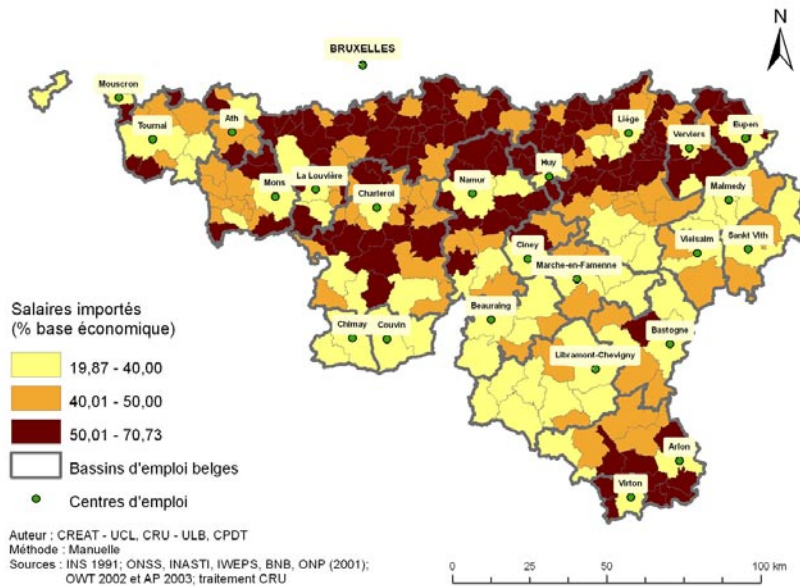 N
BRUXELLES
Mouscron
Tournai
Ath
Liège
Eupen
Verviers
Huy
Mons
La Louvière
Charleroi
Namur
Malmedy
Ciney
Vielsalm
Sankt Vith
Marche-en-Famenne
Beauraing
Chimay
Couvin
Bastogne
Libramont-Chevigny
Arlon
Virton
Salaires importés
(% base économique)
19,87 - 40,00
40,01 - 50,00
50,01 - 70,73
Bassins d'emploi belges
Centres d'emploi
Auteur : CREAT - UCL, CRU - ULB, CPDT
Méthode : Manuelle
Sources : INS 1991; ONSS, INASTI, IWEPS, BNB, ONP (2001);
OWT 2002 et AP 2003; traitement CRU
0 25 50 100 km